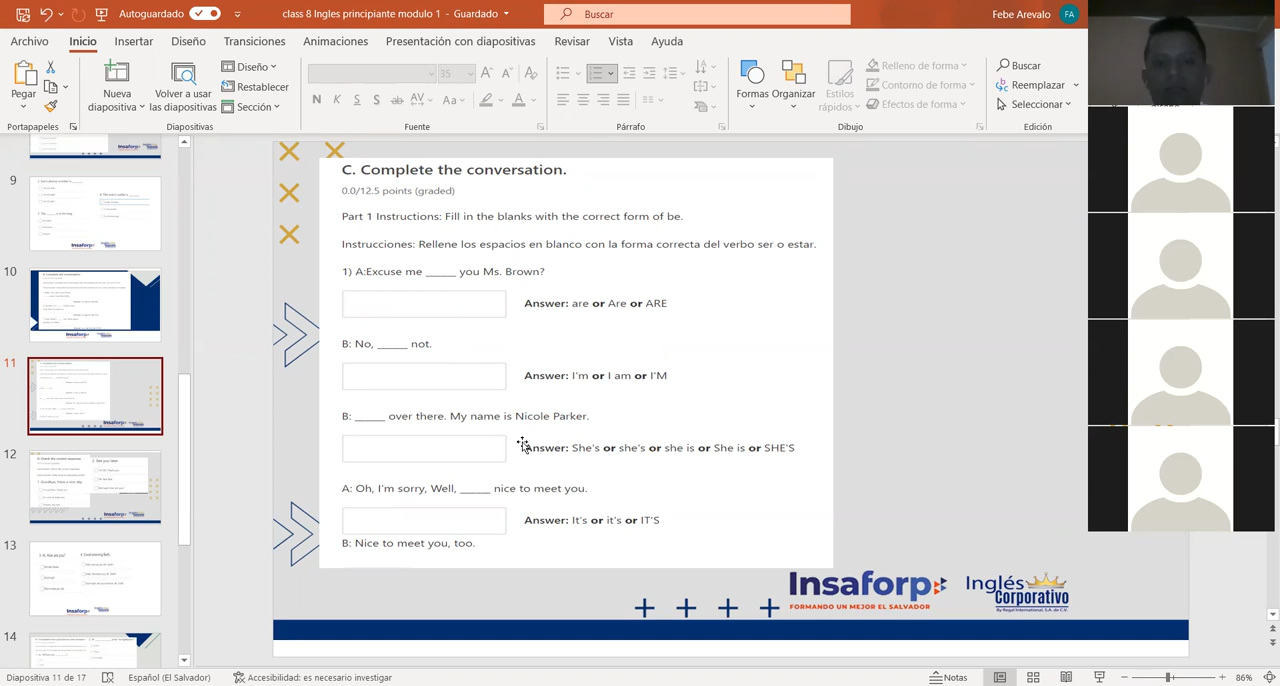 Autoguardado
class 8 Ingles principiante modulo 1 - Guardado
Buscar
Febe Arevalo
FA
Archivo Inicio Insertar Diseño Transiciones Animaciones Presentación con diapositivas Revisar Vista Ayuda
Pegar
Nueva diapositiva
Volver a usar las diapositivas
Diseño
Restablecer
Sección
35
N K S S ab AV Aa A
Formas
Organizar
Estilos rápidos
Relleno de forma
Contorno de forma
Efectos de forma
Buscar
Reemplazar
Seleccionar
Portapapeles Diapositivas Fuente Párrafo Dibujo Edición
9
10
11
12
13
14
C. Complete the conversation.
0.0/12.5 points (graded)
Part 1 Instructions: Fill in the blanks with the correct form of be.
Instrucciones: Rellene los espacios en blanco con la forma correcta del verbo ser o estar.
1) A:Excuse me _____ you Ms. Brown?
Answer: are or Are or ARE
B: No, _____ not.
Answer: I'm or I am or I'M
B: _____ over there. My name is Nicole Parker.
Answer: She's or she's or she is or She is or SHE'S
A: Oh, I'm sorry, Well, _____ nice to meet you.
Answer: It's or it's or IT'S
B: Nice to meet you, too.
Insaforp
FORMANDO UN MEJOR EL SALVADOR
Inglés Corporativo
By Regal International, S.A. de C.V.
Diapositiva 11 de 17
Español (El Salvador)
Accesibilidad: es necesario investigar
Notas
86%